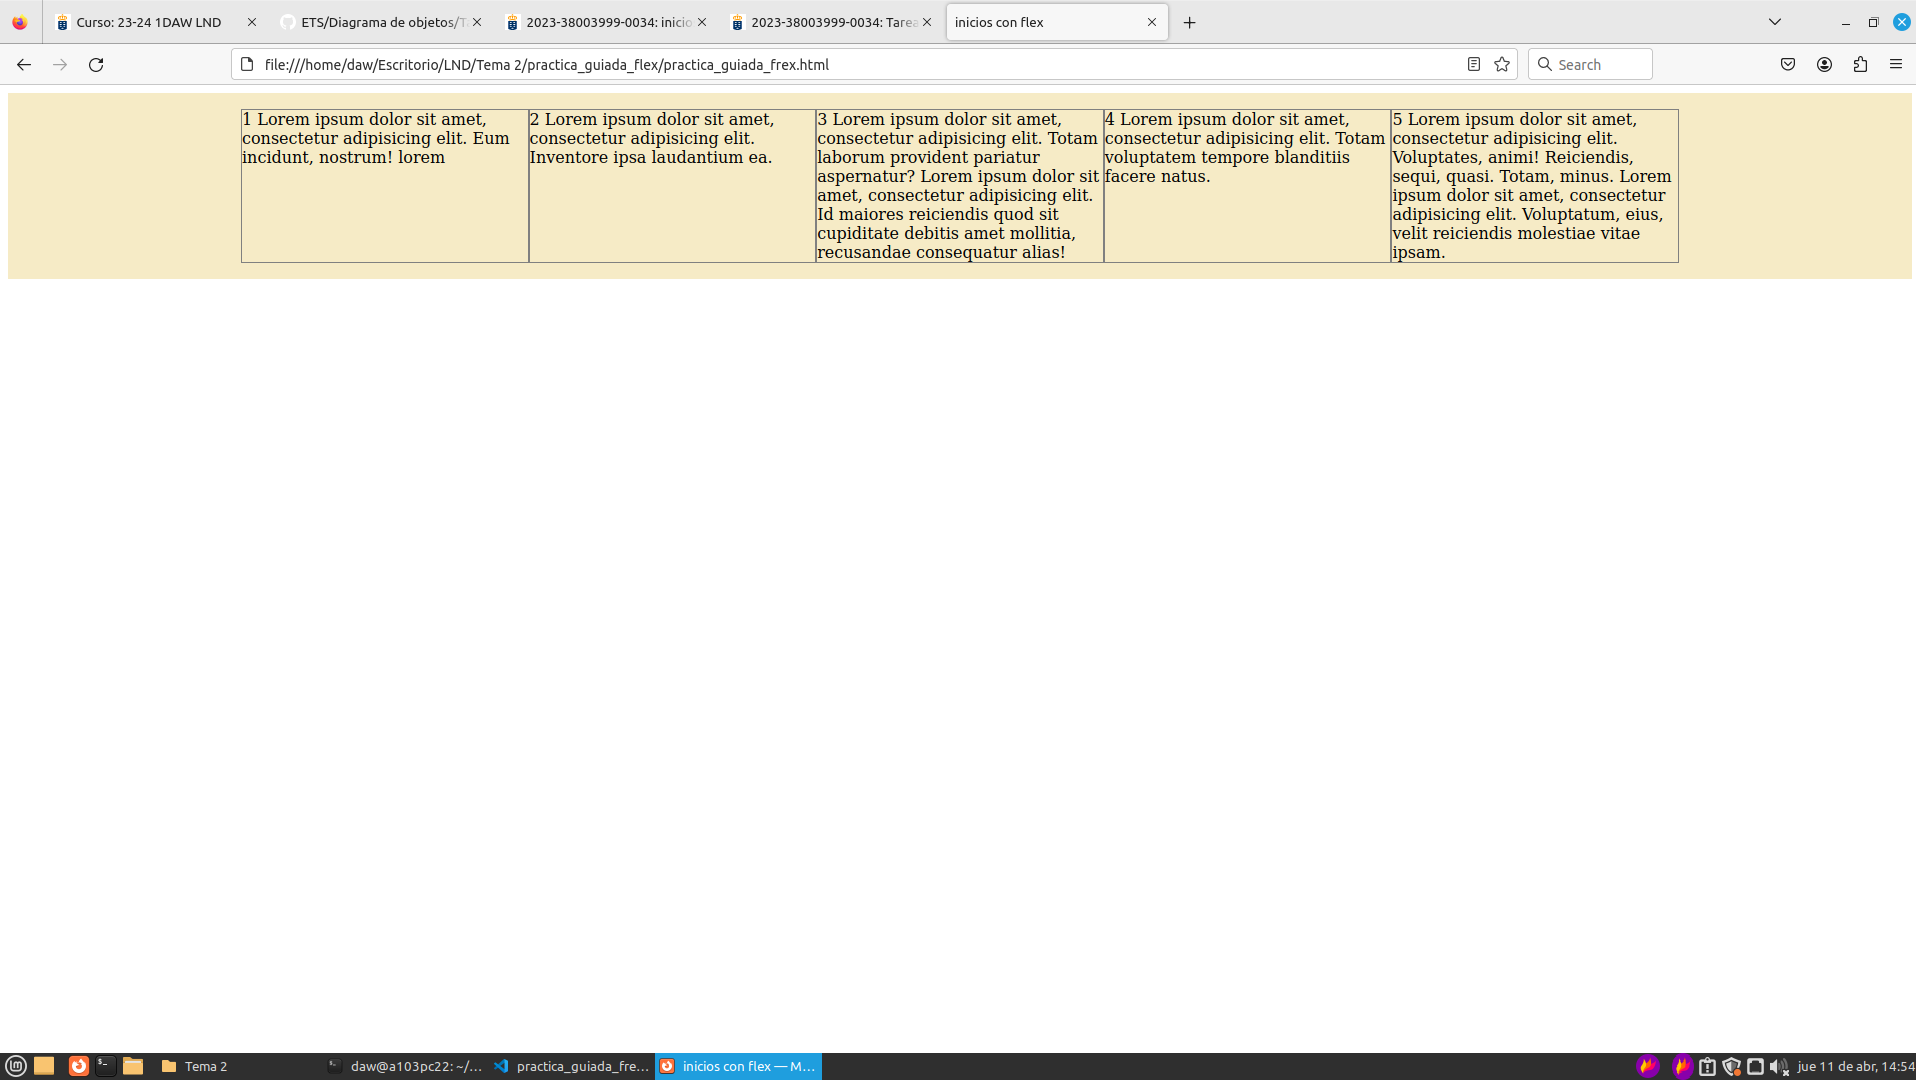 Curso: 23-24 1DAW LND
ETS/Diagrama de objetos/T
2023-38003999-0034: inicio
2023-38003999-0034: Tarea
inicios con flex
file:///home/daw/Escritorio/LND/Tema 2/practica_guiada_flex/practica_guiada_frex.html
Search
1 Lorem ipsum dolor sit amet,
consectetur adipisicing elit. Eum
incidunt, nostrum! lorem
2 Lorem ipsum dolor sit amet,
consectetur adipisicing elit.
Inventore ipsa laudantium ea.
3 Lorem ipsum dolor sit amet,
consectetur adipisicing elit. Totam
laborum provident pariatur
aspernatur? Lorem ipsum dolor sit
amet, consectetur adipisicing elit.
Id maiores reiciendis quod sit
cupiditate debitis amet mollitia,
recusandae consequatur alias!
4 Lorem ipsum dolor sit amet,
consectetur adipisicing elit. Totam
voluptatem tempore blanditiis
facere natus.
5 Lorem ipsum dolor sit amet,
consectetur adipisicing elit.
Voluptates, animi! Reiciendis,
sequi, quasi. Totam, minus. Lorem
ipsum dolor sit amet, consectetur
adipisicing elit. Voluptatum, eius,
velit reiciendis molestiae vitae
ipsam.
Tema 2
daw@a103pc22: ~/...
practica_guiada_fre...
inicios con flex — M...
jue 11 de abr, 14:54